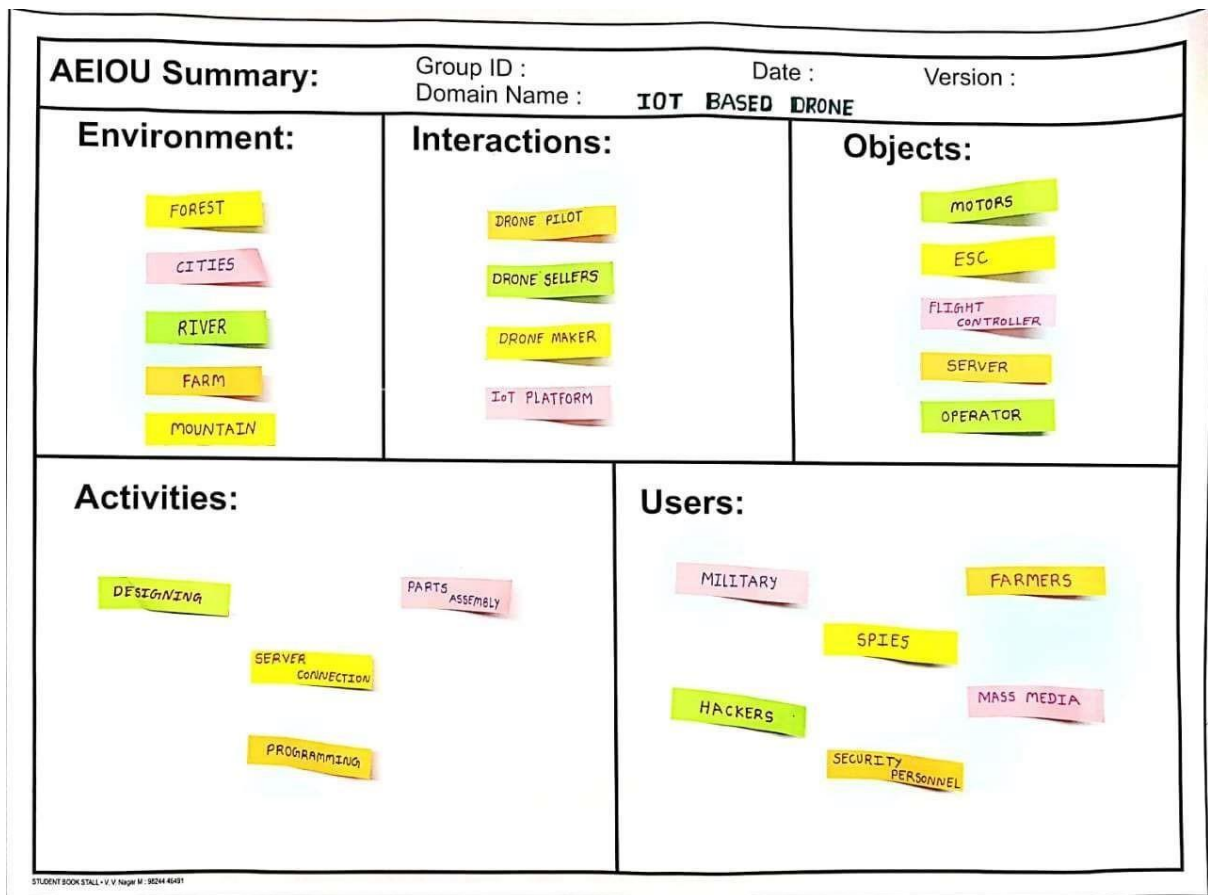 AEIOU Summary:
Group ID :
Date :
Version :
Domain Name : IOT BASED DRONE
Environment:
FOREST
CITIES
RIVER
FARM
MOUNTAIN
Interactions:
DRONE PILOT
DRONE SELLERS
DRONE MAKER
IoT PLATFORM
Objects:
MOTORS
ESC
FLIGHT
CONTROLLER
SERVER
OPERATOR
Activities:
DESIGNING
PARTS
ASSEMBLY
SERVER
CONNECTION
PROGRAMMING
Users:
MILITARY
FARMERS
SPIES
HACKERS
MASS MEDIA
SECURITY
PERSONNEL
STUDENT BOOK STALL • V. V. Nagar M : 98244 46491